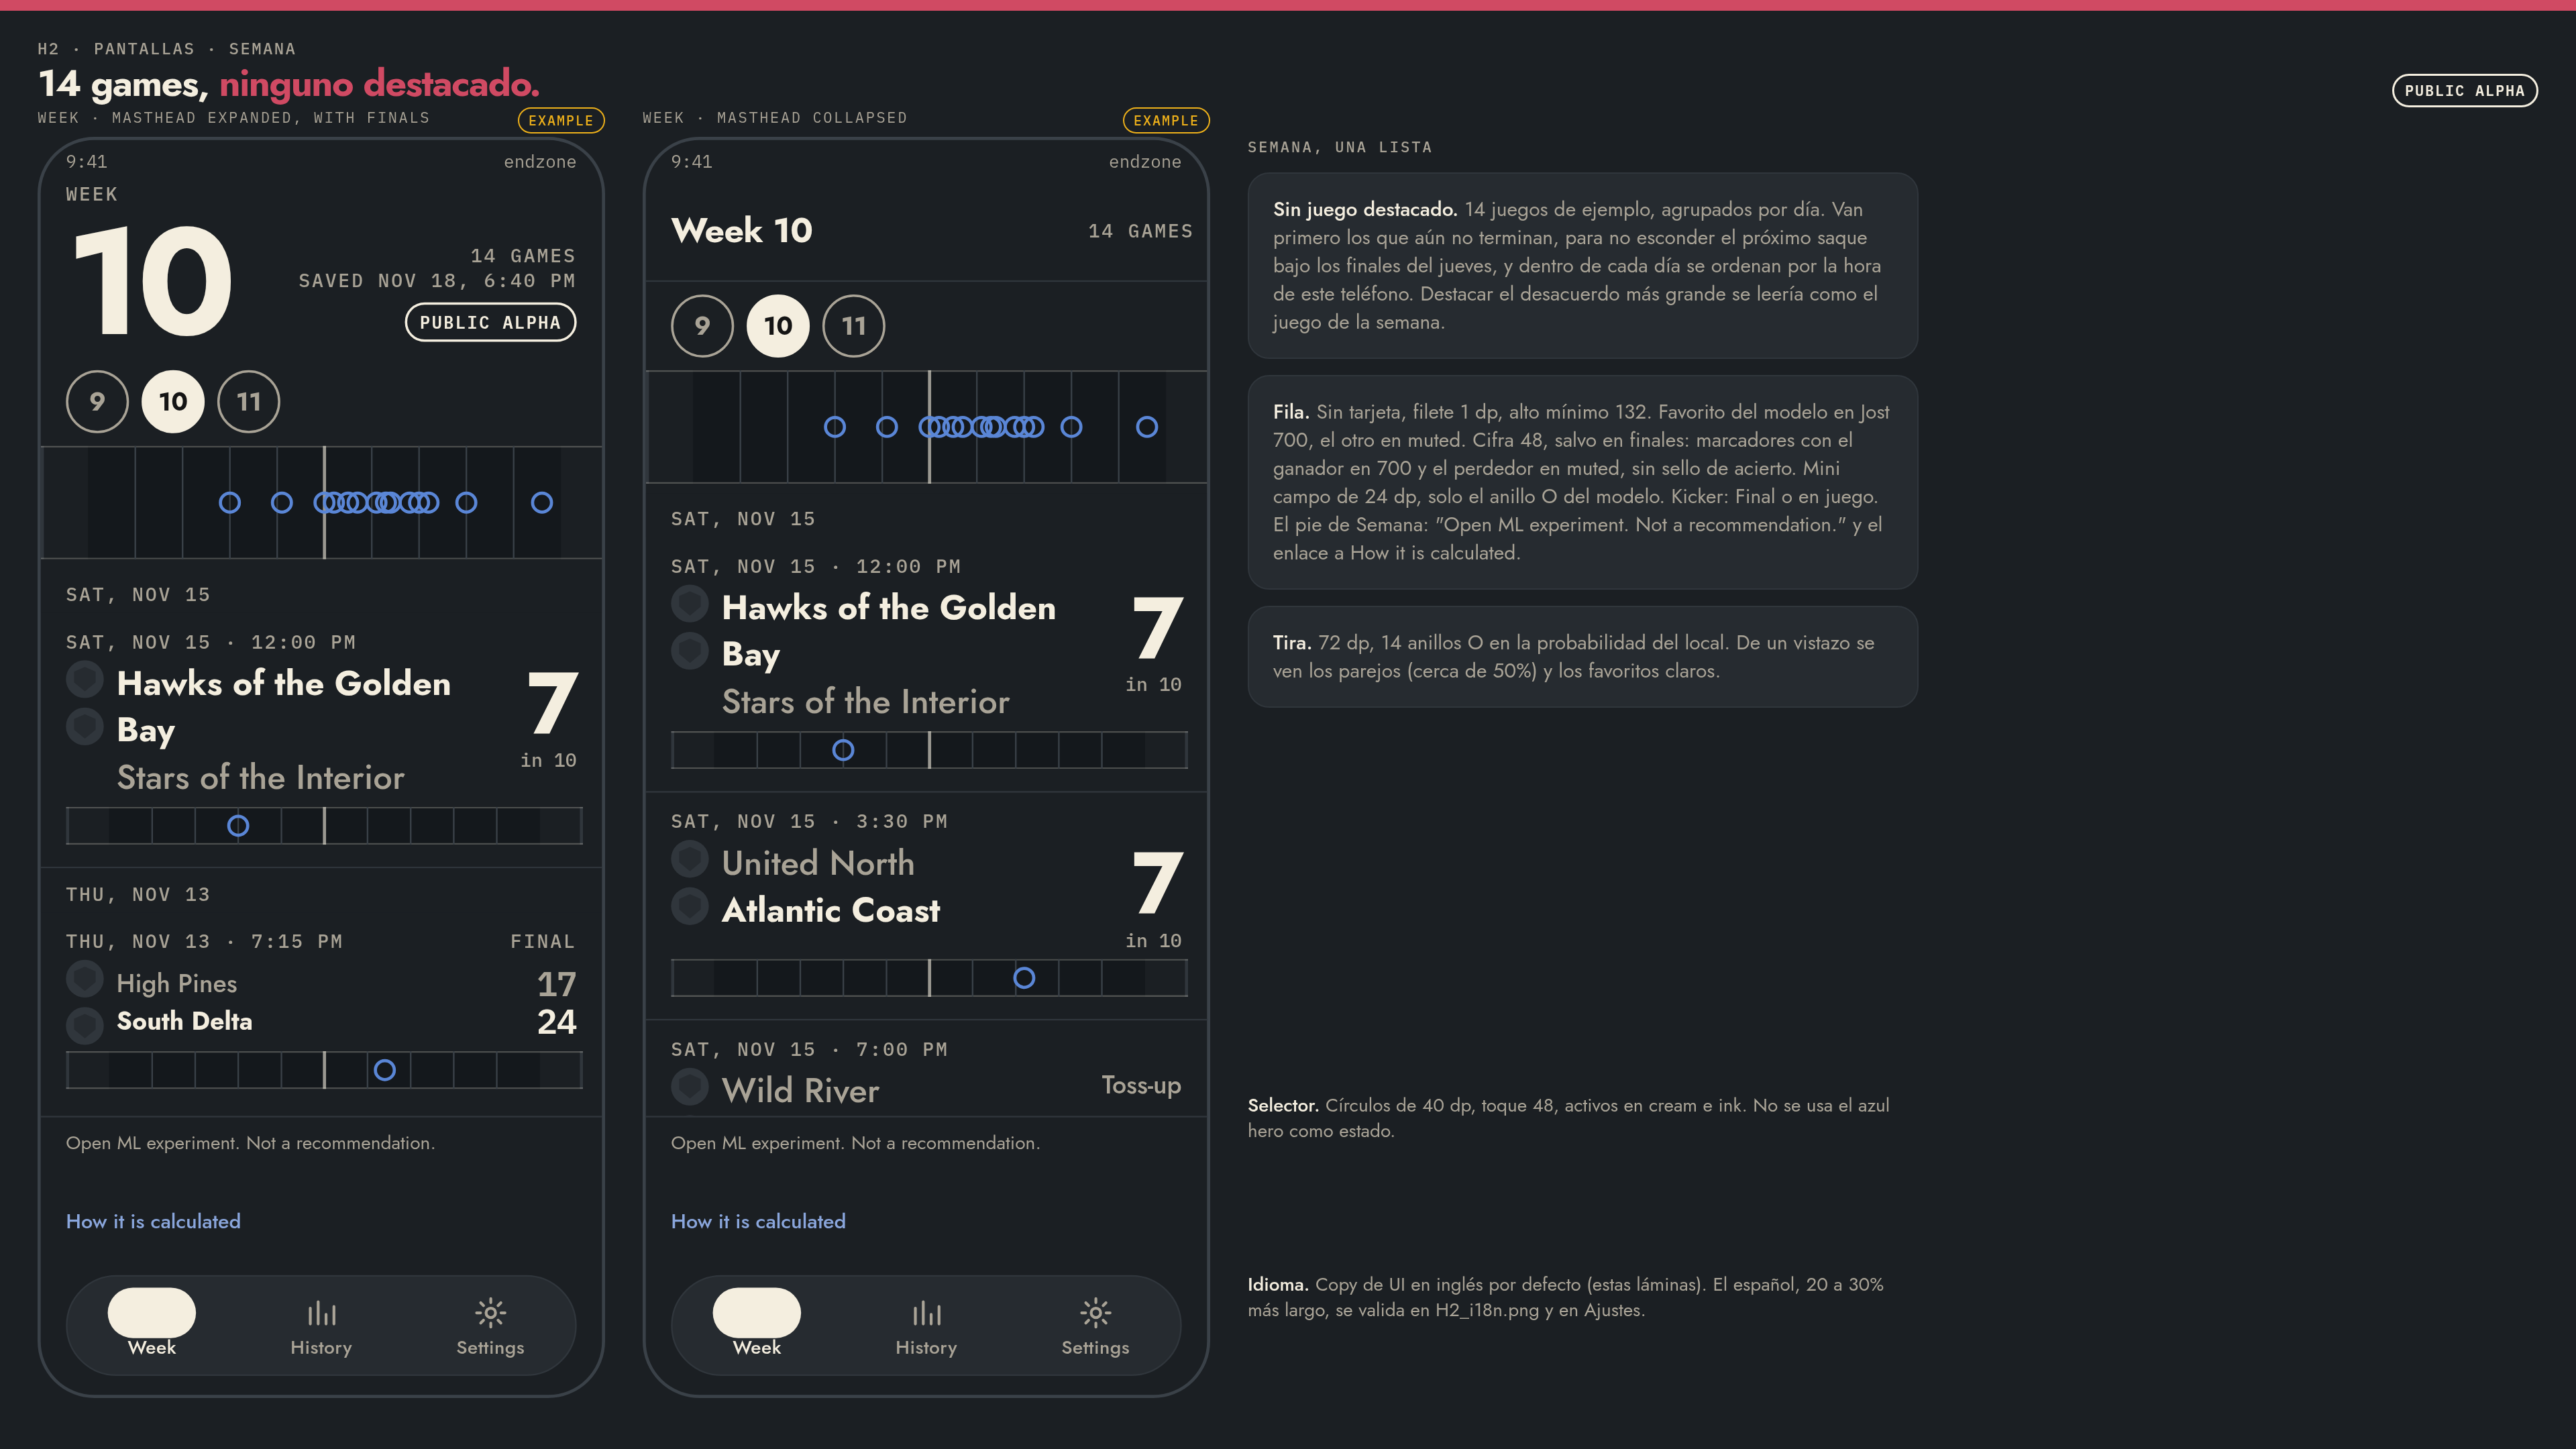 H2 · PANTALLAS · SEMANA
14 games, ninguno destacado.
PUBLIC ALPHA
WEEK · MASTHEAD EXPANDED, WITH FINALS
EXAMPLE
9:41
endzone
WEEK
10
14 GAMES
SAVED NOV 18, 6:40 PM
PUBLIC ALPHA
9
10
11
SAT, NOV 15
SAT, NOV 15 · 12:00 PM
Hawks of the Golden
Bay
Stars of the Interior
7
in 10
THU, NOV 13
THU, NOV 13 · 7:15 PM
FINAL
High Pines
17
South Delta
24
Open ML experiment. Not a recommendation.
How it is calculated
Week
History
Settings
WEEK · MASTHEAD COLLAPSED
EXAMPLE
9:41
endzone
Week 10
14 GAMES
9
10
11
SAT, NOV 15
SAT, NOV 15 · 12:00 PM
Hawks of the Golden
Bay
Stars of the Interior
7
in 10
SAT, NOV 15 · 3:30 PM
United North
Atlantic Coast
7
in 10
SAT, NOV 15 · 7:00 PM
Wild River
Toss-up
Open ML experiment. Not a recommendation.
How it is calculated
Week
History
Settings
SEMANA, UNA LISTA
Sin juego destacado. 14 juegos de ejemplo, agrupados por día. Van
primero los que aún no terminan, para no esconder el próximo saque
bajo los finales del jueves, y dentro de cada día se ordenan por la hora
de este teléfono. Destacar el desacuerdo más grande se leería como el
juego de la semana.
Fila. Sin tarjeta, filete 1 dp, alto mínimo 132. Favorito del modelo en Jost
700, el otro en muted. Cifra 48, salvo en finales: marcadores con el
ganador en 700 y el perdedor en muted, sin sello de acierto. Mini
campo de 24 dp, solo el anillo O del modelo. Kicker: Final o en juego.
El pie de Semana: "Open ML experiment. Not a recommendation." y el
enlace a How it is calculated.
Tira. 72 dp, 14 anillos O en la probabilidad del local. De un vistazo se
ven los parejos (cerca de 50%) y los favoritos claros.
Selector. Círculos de 40 dp, toque 48, activos en cream e ink. No se usa el azul
hero como estado.
Idioma. Copy de UI en inglés por defecto (estas láminas). El español, 20 a 30%
más largo, se valida en H2_i18n.png y en Ajustes.